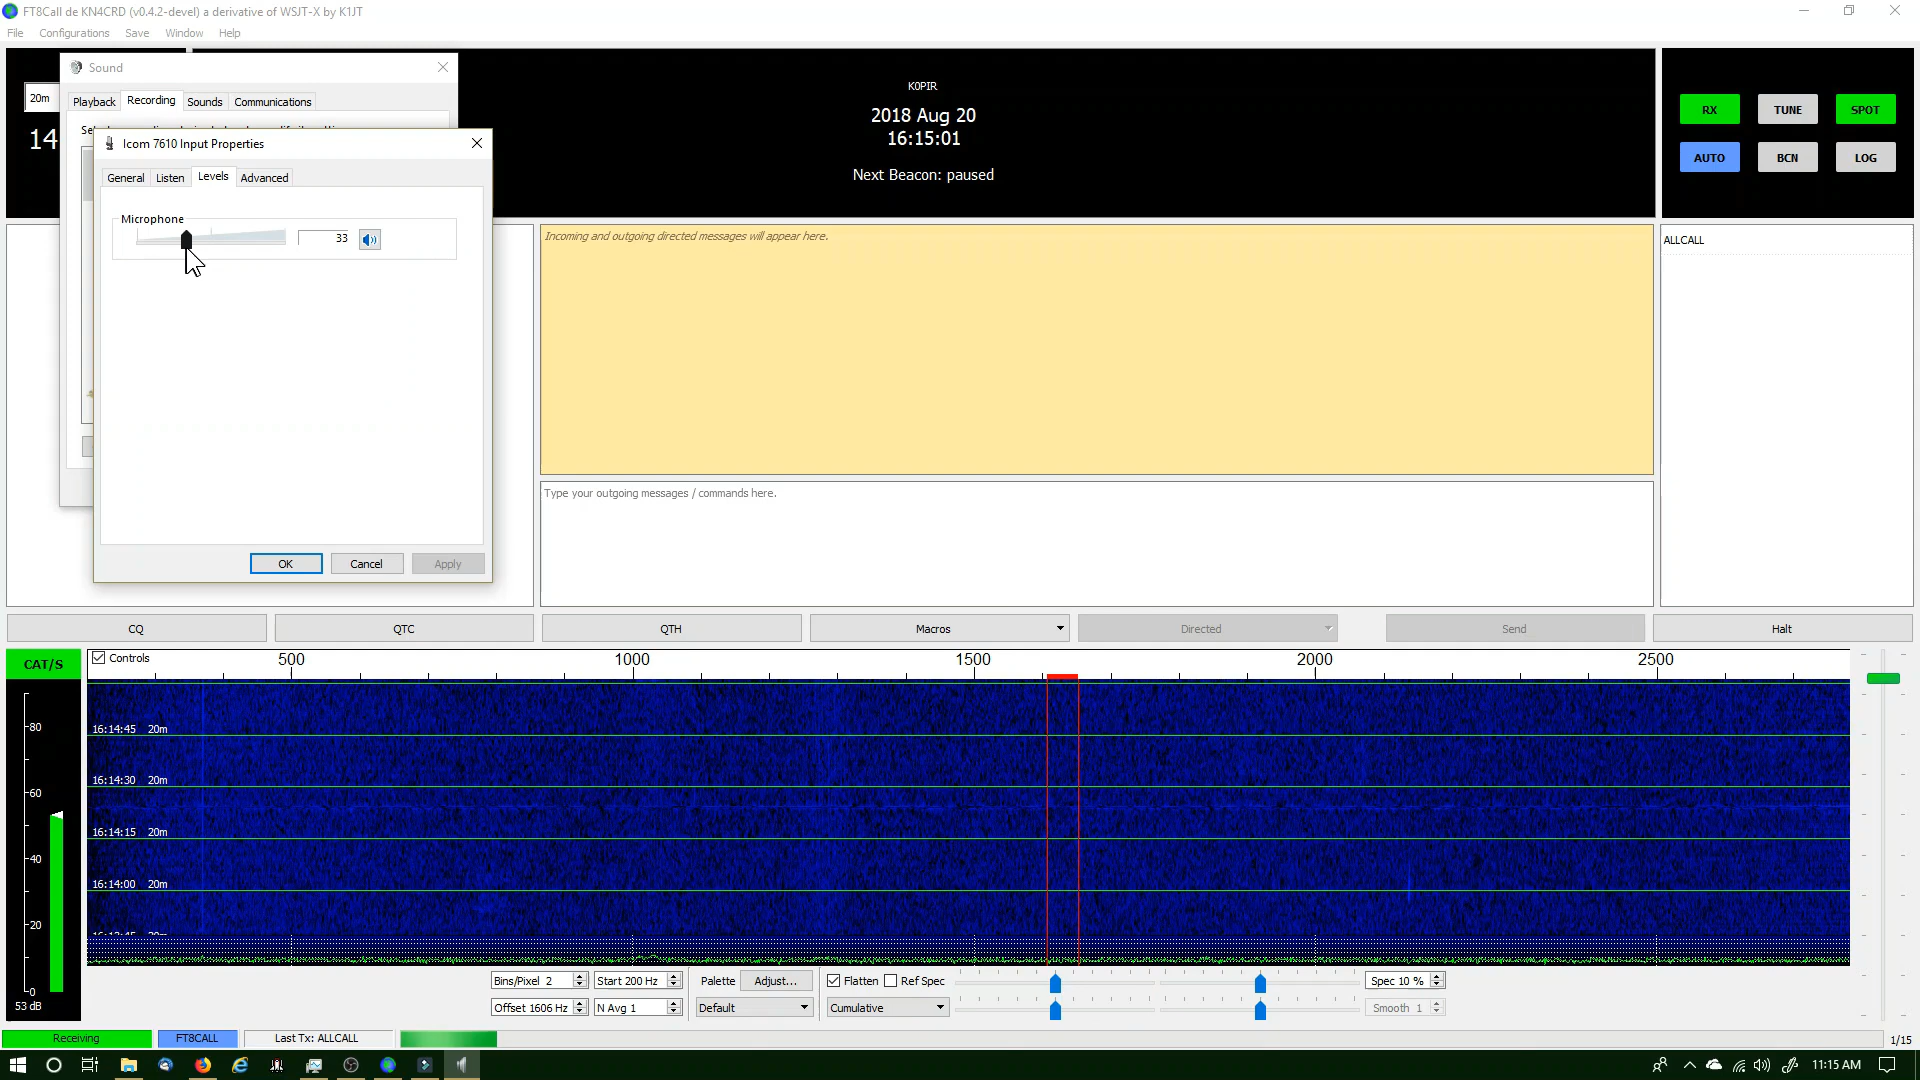 FT8Call de KN4CRD (v0.4.2-devel) a derivative of WSJT-X by K1JT
File Configurations Save Window Help
Sound
Playback Recording Sounds Communications
20m
14
Icom 7610 Input Properties
General Listen Levels Advanced
Microphone
33
OK Cancel Apply
K0PIR
2018 Aug 20
16:15:01
Next Beacon: paused
RX TUNE SPOT
AUTO BCN LOG
Incoming and outgoing directed messages will appear here.
ALLCALL
Type your outgoing messages / commands here.
CQ QTC QTH Macros Directed Send Halt
CAT/S
Controls 500 1000 1500 2000 2500
16:14:45 20m
16:14:30 20m
16:14:15 20m
16:14:00 20m
80
60
40
20
0
53 dB
Bins/Pixel 2 Start 200 Hz Palette Adjust... Flatten Ref Spec Spec 10 %
Offset 1606 Hz N Avg 1 Default Cumulative Smooth 1
Receiving FT8CALL Last Tx: ALLCALL 1/15
11:15 AM